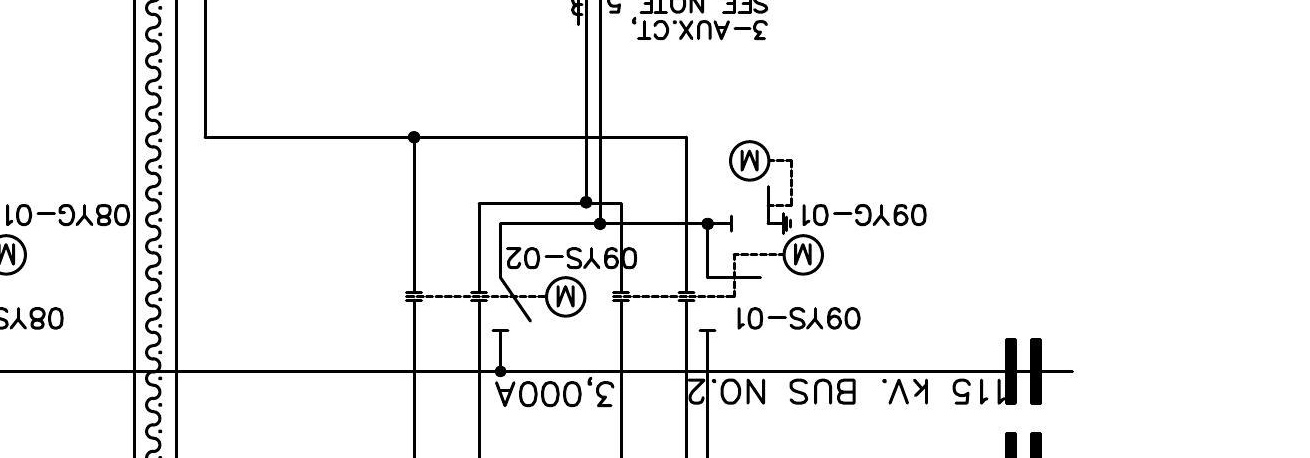 115 kV. BUS NO.2
3,000A
09YS-01
08YS
M
M
09YS-02
M
09YG-01
08YG-01
M
3-AUX.CT,
SEE NOTE 5